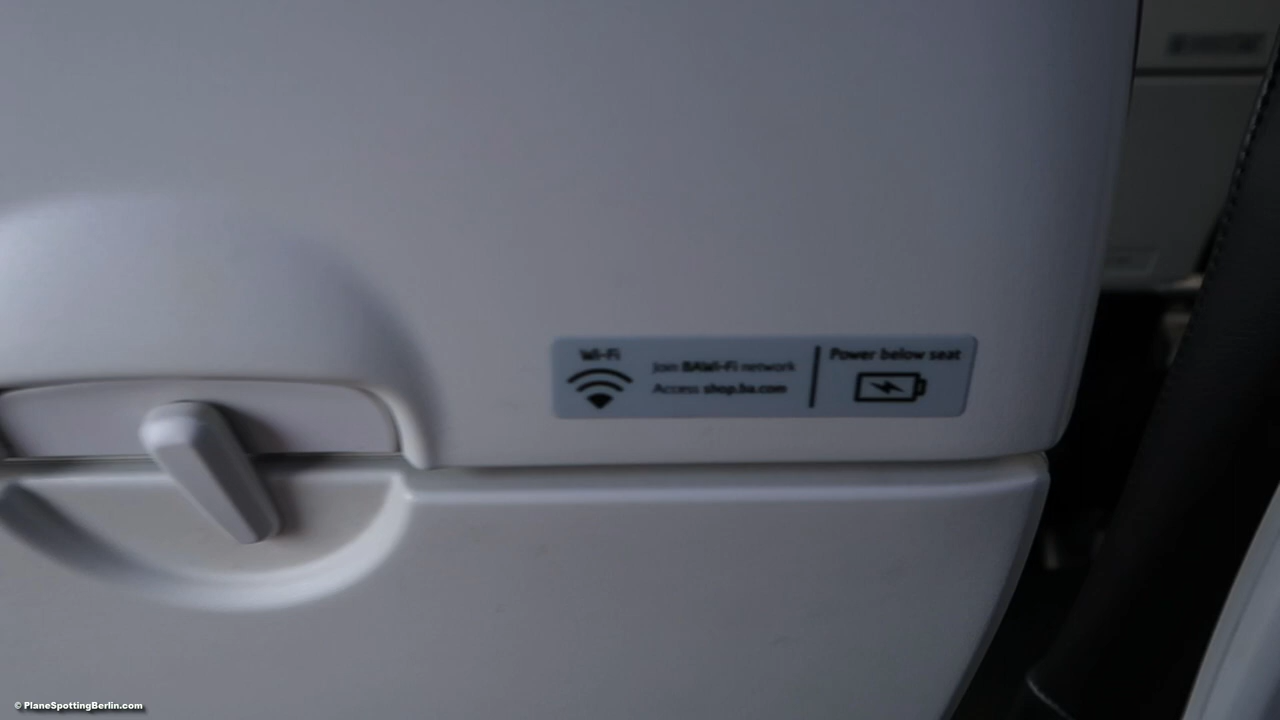 Wi-Fi
Join BAWi-Fi network
Access shop.ba.com
Power below seat
© PlaneSpottingBerlin.com